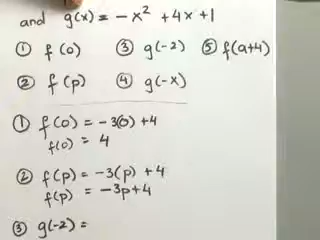 and g(x) = -x² + 4x + 1
① f(0) ③ g(-2) ⑤ f(a+4)
② f(p) ④ g(-x)
① f(0) = -3(0) + 4
f(0) = 4
② f(p) = -3(p) + 4
f(p) = -3p+4
③ g(-2) =